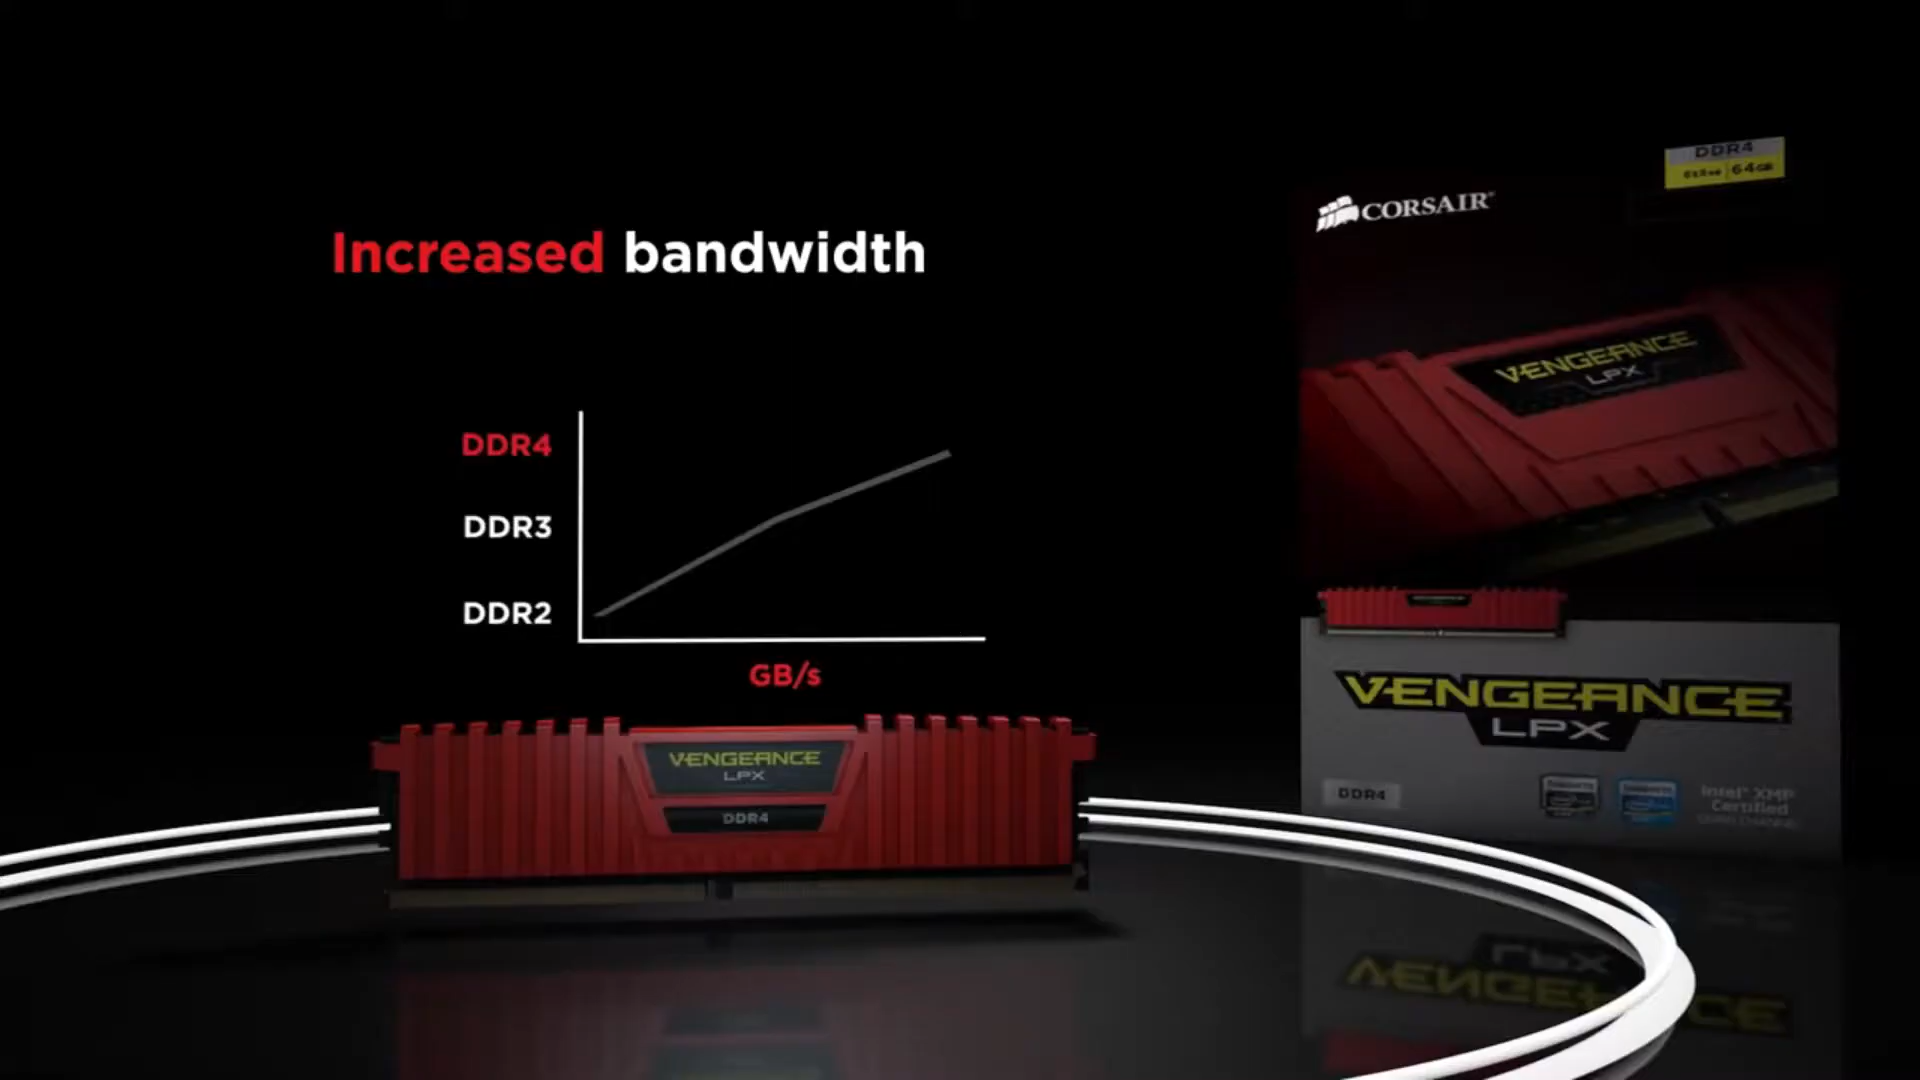 Increased bandwidth
DDR4
DDR3
DDR2
GB/s
VENGEANCE
LPX
DDR4
DDR4
64GB
CORSAIR
VENGEANCE
LPX
VENGEANCE
LPX
DDR4
Intel® XMP
Certified